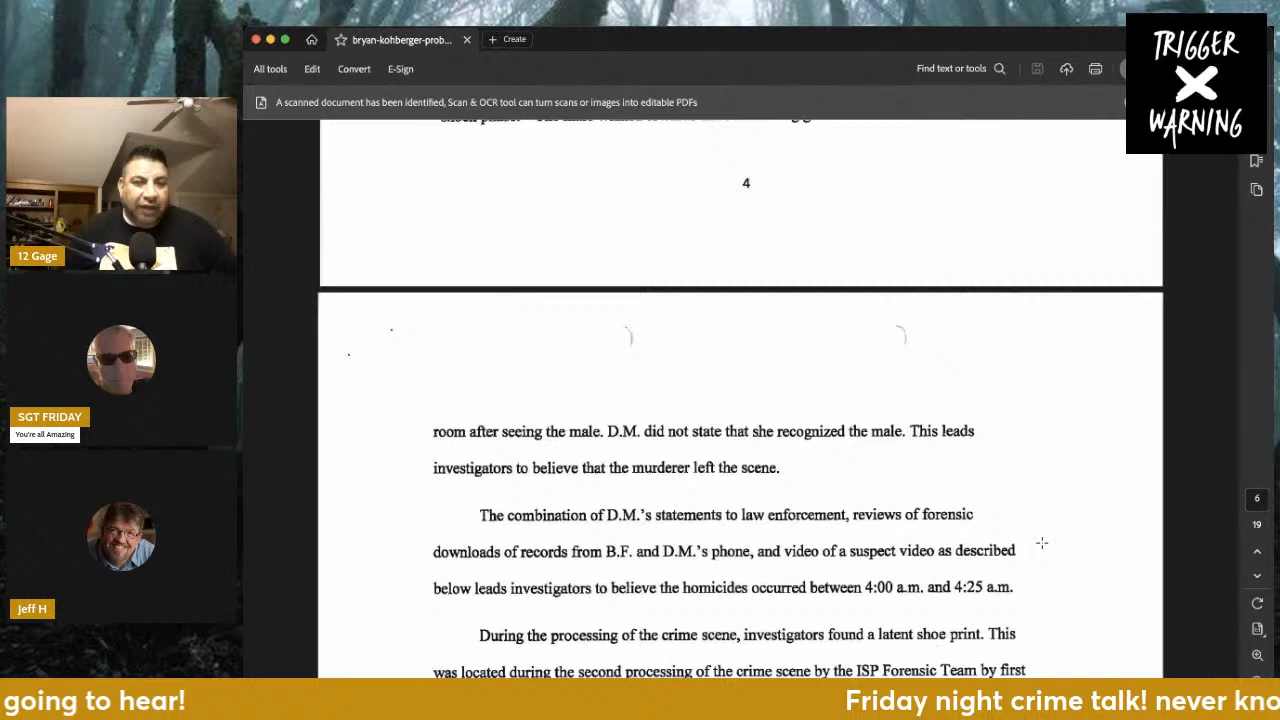 bryan-kohberger-prob...
Create
All tools
Edit
Convert
E-Sign
Find text or tools
A scanned document has been identified, Scan & OCR tool can turn scans or images into editable PDFs
TRIGGER
X
WARNING
4
room after seeing the male. D.M. did not state that she recognized the male. This leads
investigators to believe that the murderer left the scene.
The combination of D.M.'s statements to law enforcement, reviews of forensic
downloads of records from B.F. and D.M.'s phone, and video of a suspect video as described
below leads investigators to believe the homicides occurred between 4:00 a.m. and 4:25 a.m.
During the processing of the crime scene, investigators found a latent shoe print. This
was located during the second processing of the crime scene by the ISP Forensic Team by first
6
19
12 Gage
SGT FRIDAY
You're all Amazing
Jeff H
going to hear!
Friday night crime talk! never kno